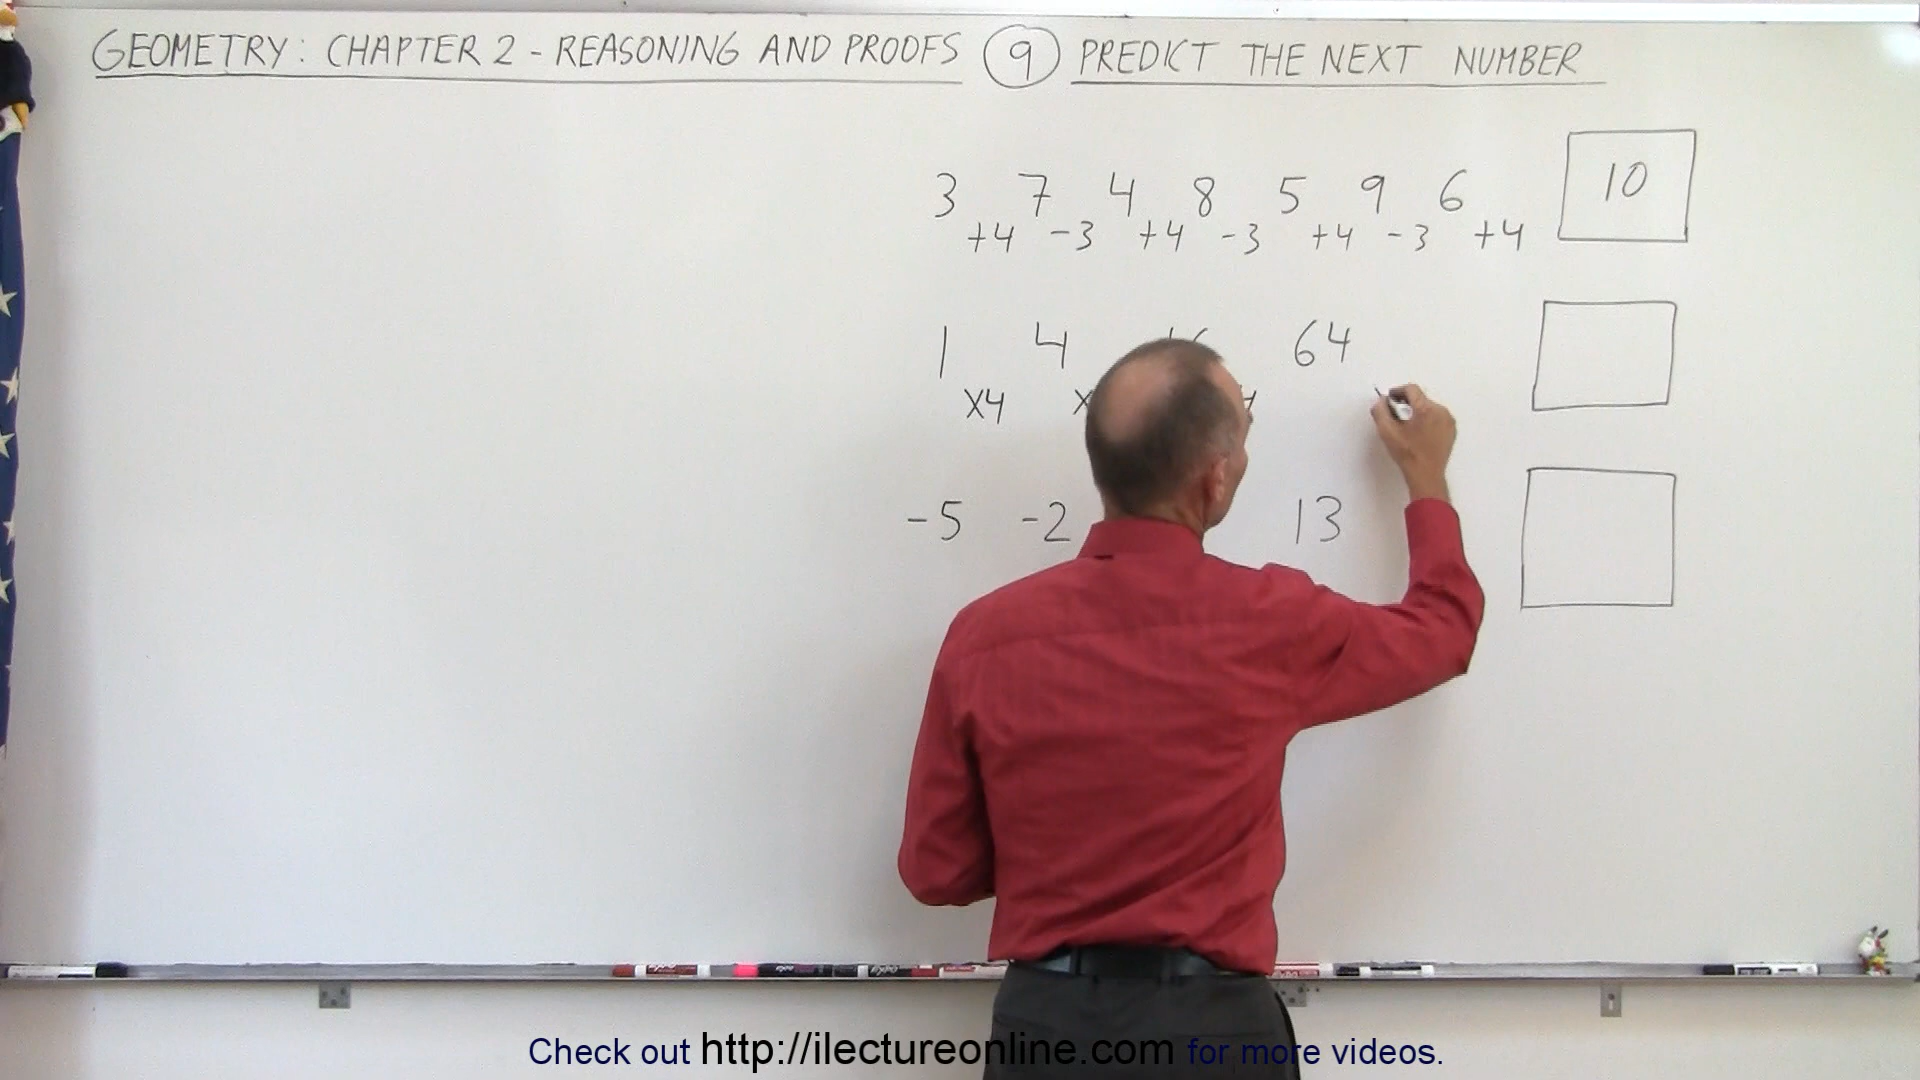 GEOMETRY: CHAPTER 2 - REASONING AND PROOFS 9 PREDICT THE NEXT NUMBER
3 7 4 8 5 9 6 10
+4 -3 +4 -3 +4 -3 +4
1 4 64
X4
-5 -2 13
Check out http://ilectureonline.com for more videos.